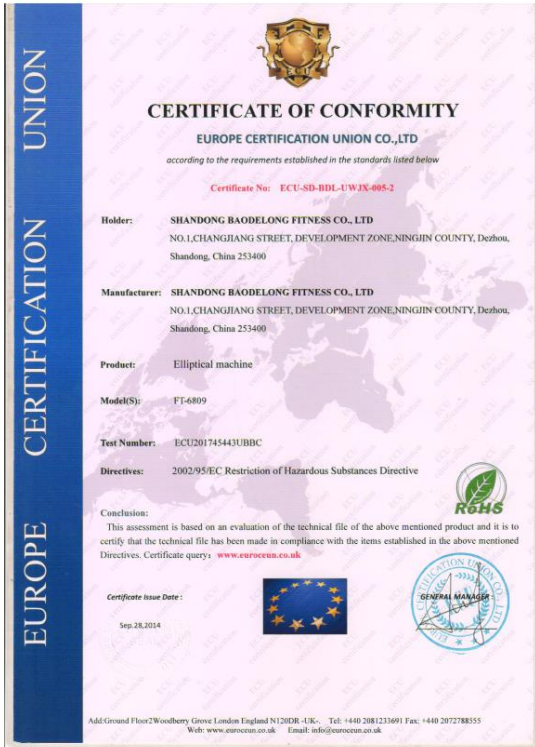 EUROPE CERTIFICATION UNION
ECU
CERTIFICATE OF CONFORMITY
EUROPE CERTIFICATION UNION CO.,LTD
according to the requirements established in the standards listed below
Certificate No: ECU-SD-BDL-UWJX-005-2
Holder: SHANDONG BAODELONG FITNESS CO., LTD
NO.1,CHANGJIANG STREET, DEVELOPMENT ZONE,NINGJIN COUNTY, Dezhou,
Shandong, China 253400
Manufacturer: SHANDONG BAODELONG FITNESS CO., LTD
NO.1,CHANGJIANG STREET, DEVELOPMENT ZONE,NINGJIN COUNTY, Dezhou,
Shandong, China 253400
Product: Elliptical machine
Model(S): FT-6809
Test Number: ECU201745443UBBC
Directives: 2002/95/EC Restriction of Hazardous Substances Directive
RoHS
Conclusion:
This assessment is based on an evaluation of the technical file of the above mentioned product and it is to
certify that the technical file has been made in compliance with the items established in the above mentioned
Directives. Certificate query: www.euroceun.co.uk
Certificate Issue Date :
GENERAL MANAGER :
Sep.28,2014
Add:Ground Floor2Woodberry Grove London England N120DR -UK-. Tel: +440 2081233691 Fax: +440 2072788555
Web: www.euroceun.co.uk Email: info@euroceun.co.uk